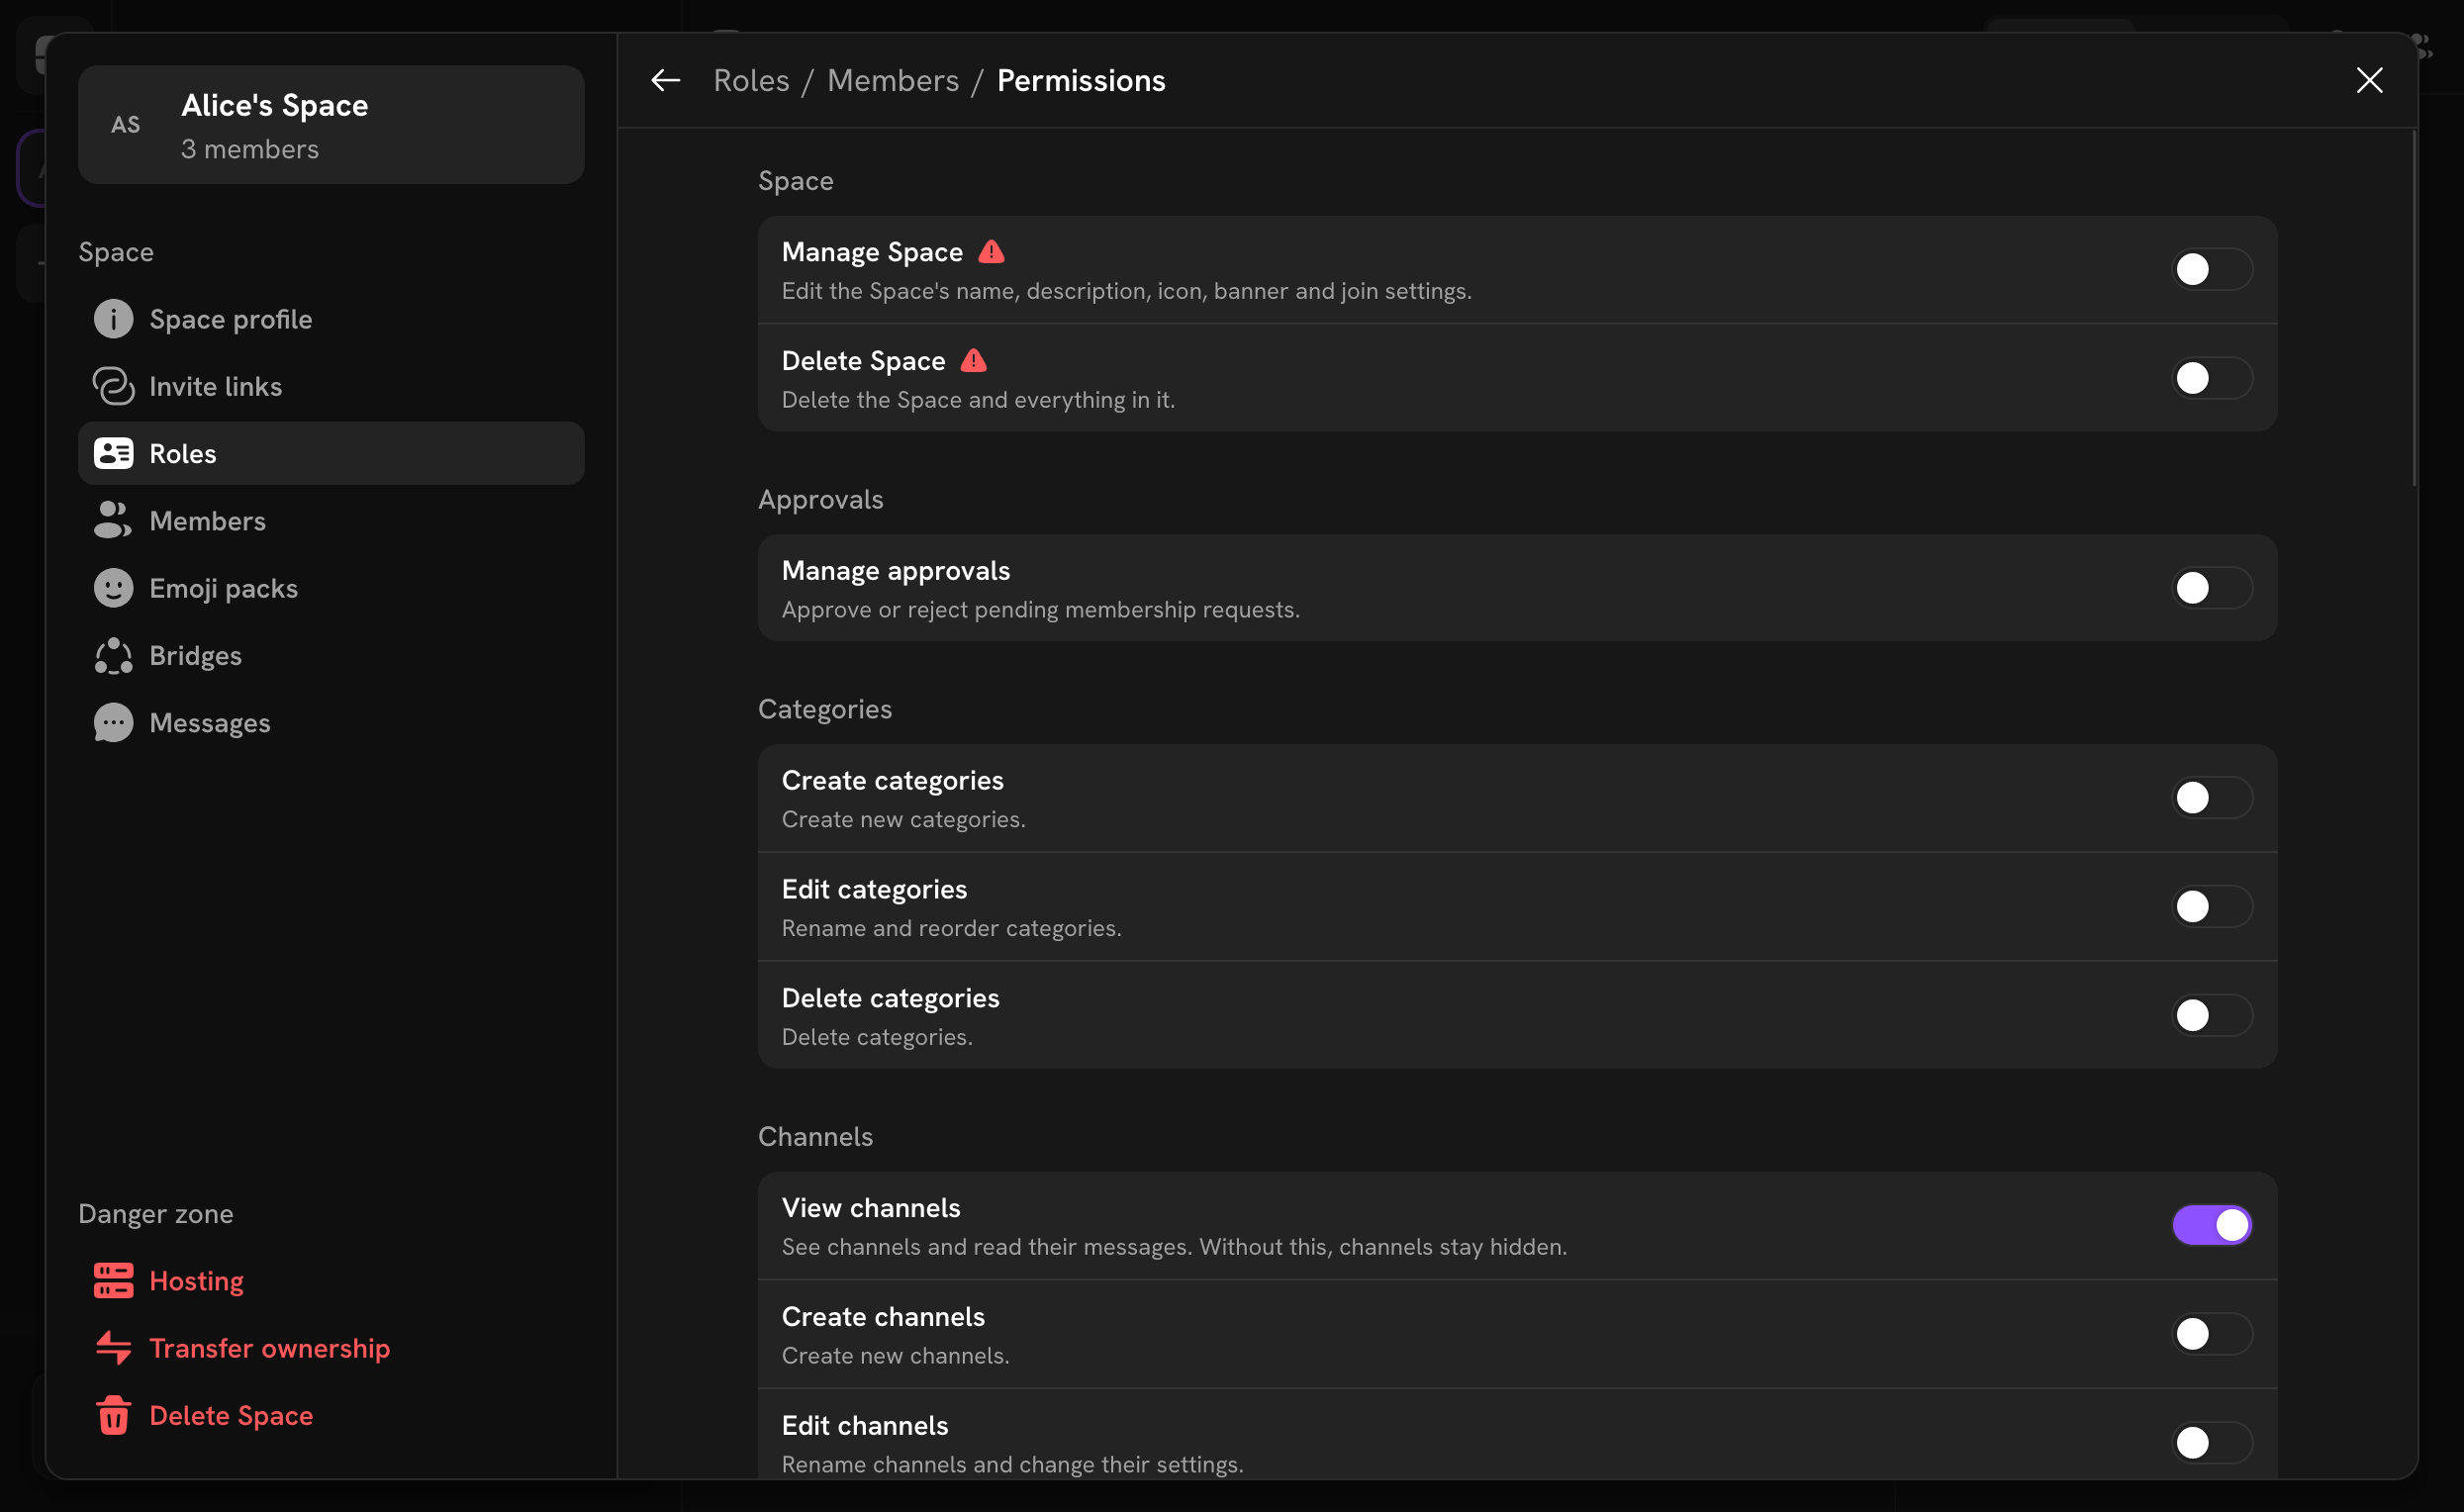 AS
Alice's Space
3 members
Space
Space profile
Invite links
Roles
Members
Emoji packs
Bridges
Messages
Danger zone
Hosting
Transfer ownership
Delete Space
Roles / Members / Permissions
Space
Manage Space
Edit the Space's name, description, icon, banner and join settings.
Delete Space
Delete the Space and everything in it.
Approvals
Manage approvals
Approve or reject pending membership requests.
Categories
Create categories
Create new categories.
Edit categories
Rename and reorder categories.
Delete categories
Delete categories.
Channels
View channels
See channels and read their messages. Without this, channels stay hidden.
Create channels
Create new channels.
Edit channels
Rename channels and change their settings.